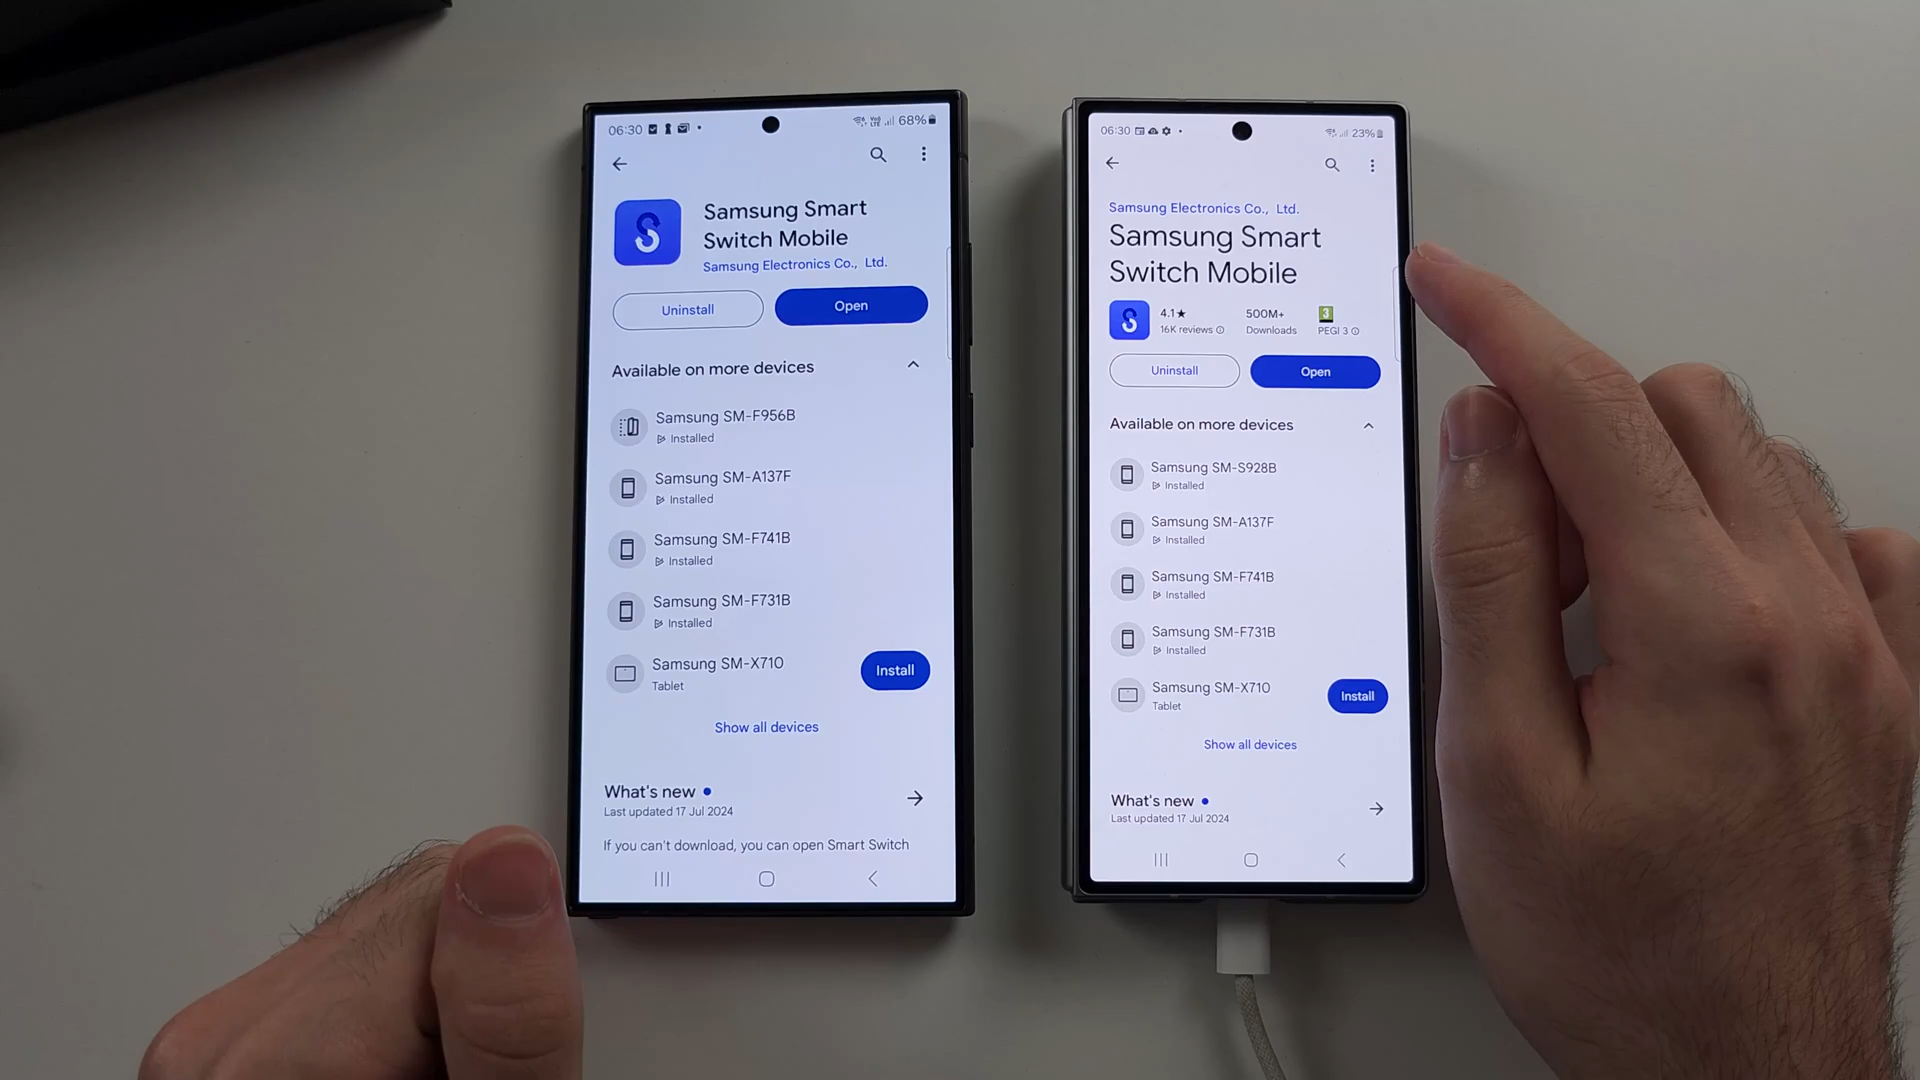 06:30
68%
Samsung Smart
Switch Mobile
Samsung Electronics Co., Ltd.
Uninstall
Open
Available on more devices
Samsung SM-F956B
Installed
Samsung SM-A137F
Installed
Samsung SM-F741B
Installed
Samsung SM-F731B
Installed
Samsung SM-X710
Tablet
Install
Show all devices
What's new
Last updated 17 Jul 2024
If you can't download, you can open Smart Switch
06:30
23%
Samsung Electronics Co., Ltd.
Samsung Smart
Switch Mobile
4.1★
16K reviews
500M+
Downloads
3
PEGI 3
Uninstall
Open
Available on more devices
Samsung SM-S928B
Installed
Samsung SM-A137F
Installed
Samsung SM-F741B
Installed
Samsung SM-F731B
Installed
Samsung SM-X710
Tablet
Install
Show all devices
What's new
Last updated 17 Jul 2024